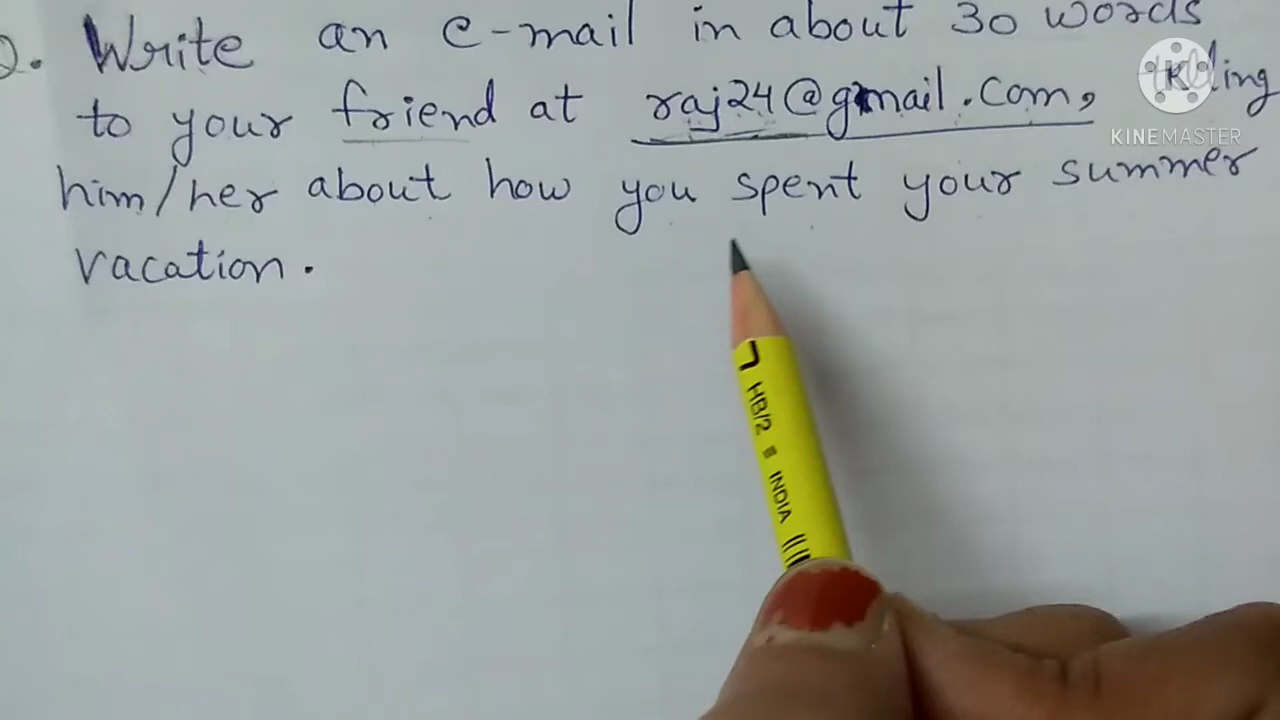 Q. Write an e-mail in about 30 words
to your friend at raj24@gmail.com,
KINEMASTER
him/her about how you spent your summer
vacation.
HB/2 INDIA